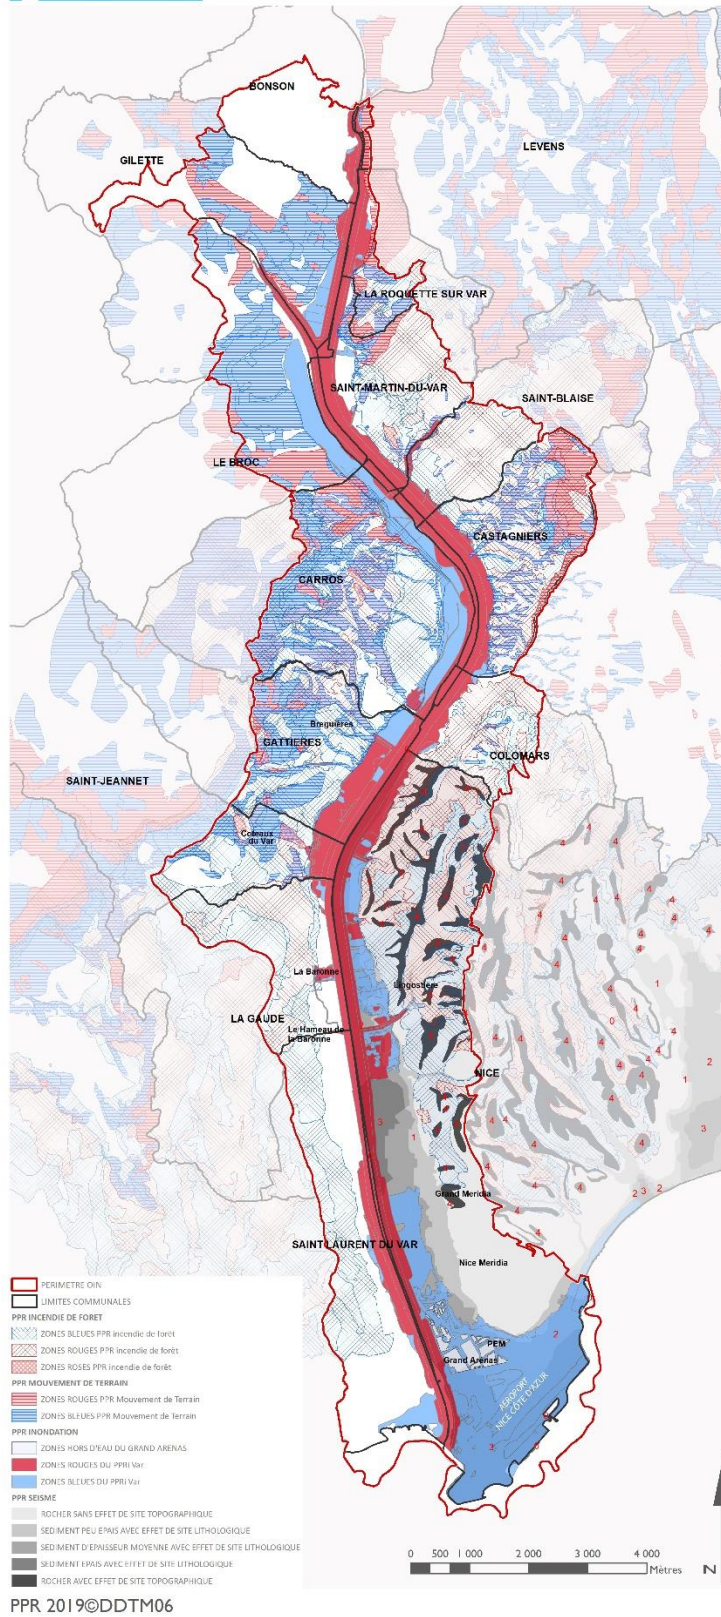 BONSON
LEVENS
GILETTE
LA ROQUETTE SUR VAR
SAINT-MARTIN-DU-VAR
SAINT-BLAISE
LE BROC
CASTAGNIERS
CARROS
Breguières
GATTIERES
COLOMARS
SAINT-JEANNET
Coteaux
du Var
La Baronne
Lingostière
LA GAUDE
Le Hameau de
la Baronne
NICE
Grand Meridia
SAINT LAURENT DU VAR
Nice Meridia
PEM
Grand Arenas
AÉROPORT
NICE CÔTE D'AZUR
PERIMETRE OIN
LIMITES COMMUNALES
PPR INCENDIE DE FORET
ZONES BLEUES PPR incendie de forêt
ZONES ROUGES PPR incendie de forêt
ZONES ROSES PPR incendie de forêt
PPR MOUVEMENT DE TERRAIN
ZONES ROUGES PPR Mouvement de Terrain
ZONES BLEUES PPR Mouvement de Terrain
PPR INONDATION
ZONES HORS D'EAU DU GRAND ARENAS
ZONES ROUGES DU PPRi Var
ZONES BLEUES DU PPRi Var
PPR SEISME
ROCHER SANS EFFET DE SITE TOPOGRAPHIQUE
SEDIMENT PEU EPAIS AVEC EFFET DE SITE LITHOLOGIQUE
SEDIMENT D'EPAISSEUR MOYENNE AVEC EFFET DE SITE LITHOLOGIQUE
SEDIMENT EPAIS AVEC EFFET DE SITE LITHOLOGIQUE
ROCHER AVEC EFFET DE SITE TOPOGRAPHIQUE
0 500 1 000 2 000 3 000 4 000
Mètres
N
PPR 2019©DDTM06